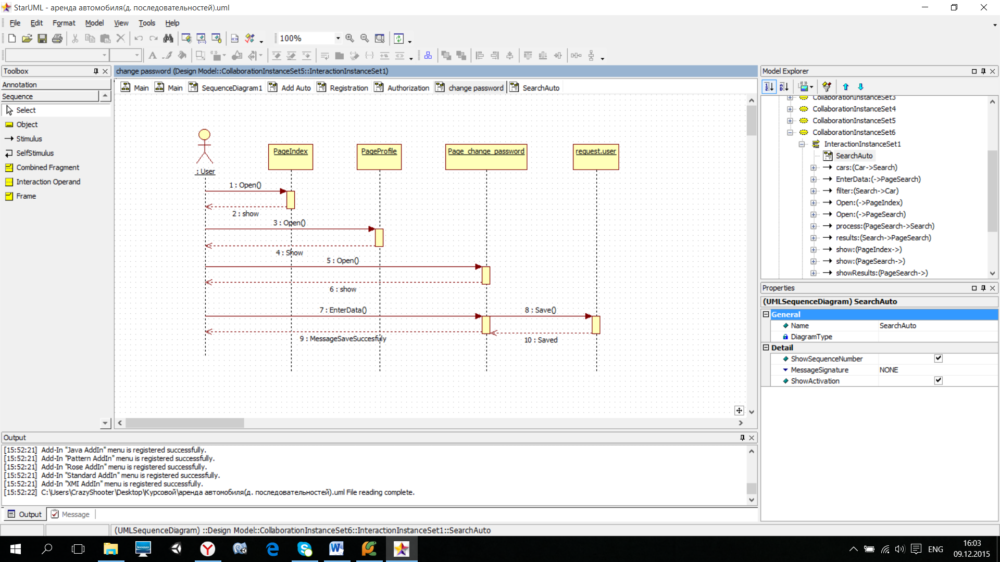 StarUML - аренда автомобиля(д. последовательностей).uml
File Edit Format Model View Tools Help
100%
Toolbox
Annotation
Sequence
Select
Object
Stimulus
SelfStimulus
Combined Fragment
Interaction Operand
Frame
change password (Design Model::CollaborationInstanceSet5::InteractionInstanceSet1)
Main Main SequenceDiagram1 Add Auto Registration Authorization change password SearchAuto
: User
PageIndex
PageProfile
Page_change_password
request.user
1 : Open()
2 : show
3 : Open()
4 : Show
5 : Open()
6 : show
7 : EnterData()
8 : Save()
9 : MessageSaveSuccesfuly
10 : Saved
Model Explorer
CollaborationInstanceSet3
CollaborationInstanceSet4
CollaborationInstanceSet5
CollaborationInstanceSet6
InteractionInstanceSet1
SearchAuto
cars:(Car->Search)
EnterData:(->PageSearch)
filter:(Search->Car)
Open:(->PageIndex)
Open:(->PageSearch)
process:(PageSearch->Search)
results:(Search->PageSearch)
show:(PageIndex->)
show:(PageSearch->)
showResults:(PageSearch->)
Properties
(UMLSequenceDiagram) SearchAuto
General
Name SearchAuto
DiagramType
Detail
ShowSequenceNumber
MessageSignature NONE
ShowActivation
Output
[15:52:21] Add-In "Java AddIn" menu is registered successfully.
[15:52:21] Add-In "Pattern AddIn" menu is registered successfully.
[15:52:21] Add-In "Rose AddIn" menu is registered successfully.
[15:52:21] Add-In "Standard AddIn" menu is registered successfully.
[15:52:21] Add-In "XMI AddIn" menu is registered successfully.
[15:52:22] C:\Users\CrazyShooter\Desktop\Курсовой\аренда автомобиля(д. последовательностей).uml File reading complete.
Output Message
(UMLSequenceDiagram) ::Design Model::CollaborationInstanceSet6::InteractionInstanceSet1::SearchAuto
ENG
16:03
09.12.2015